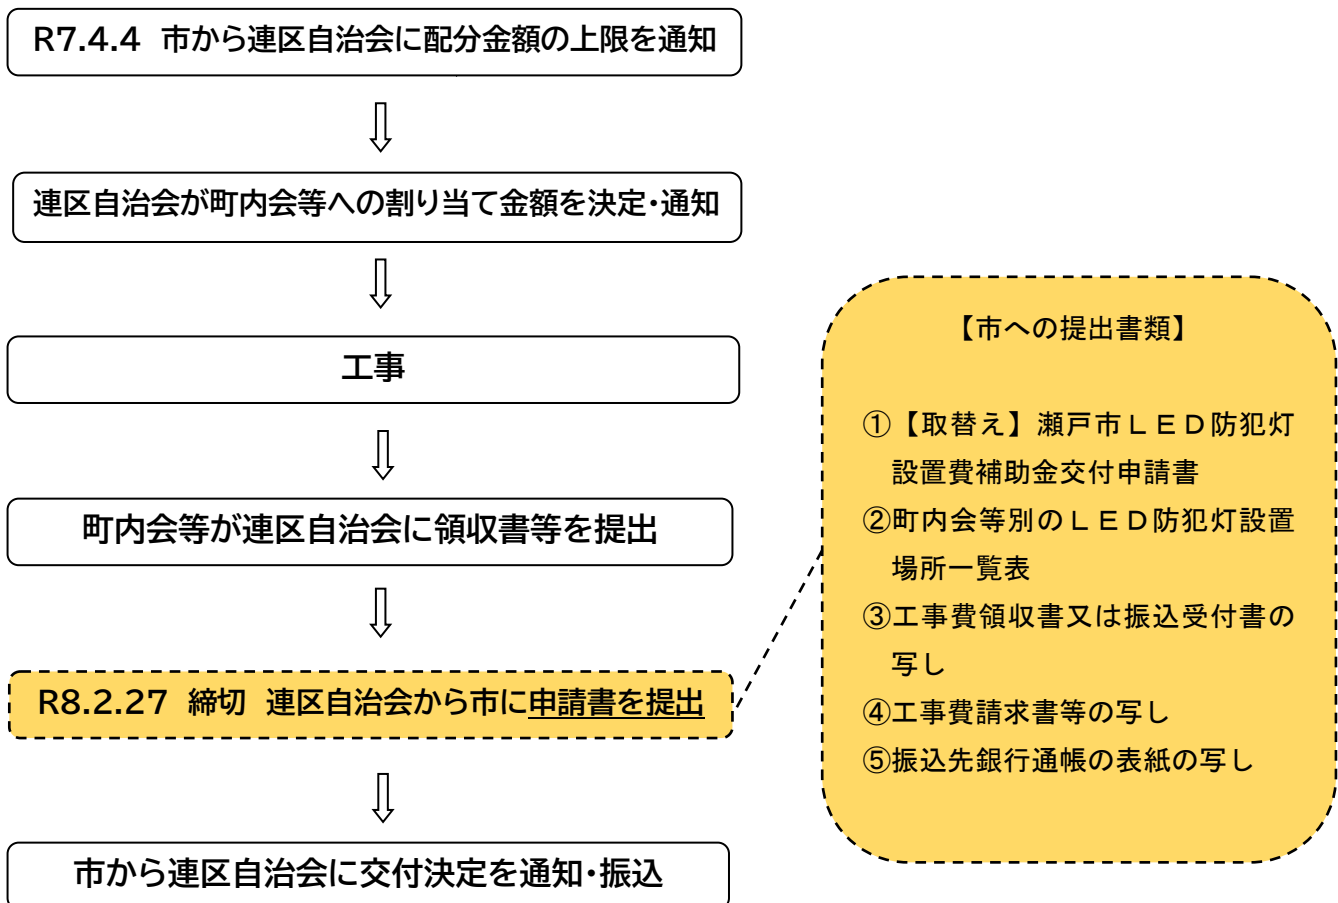 R7.4.4 市から連区自治会に配分金額の上限を通知
連区自治会が町内会等への割り当て金額を決定・通知
工事
町内会等が連区自治会に領収書等を提出
R8.2.27 締切 連区自治会から市に申請書を提出
市から連区自治会に交付決定を通知・振込
【市への提出書類】
①【取替え】瀬戸市ＬＥＤ防犯灯
設置費補助金交付申請書
②町内会等別のＬＥＤ防犯灯設置
場所一覧表
③工事費領収書又は振込受付書の
写し
④工事費請求書等の写し
⑤振込先銀行通帳の表紙の写し